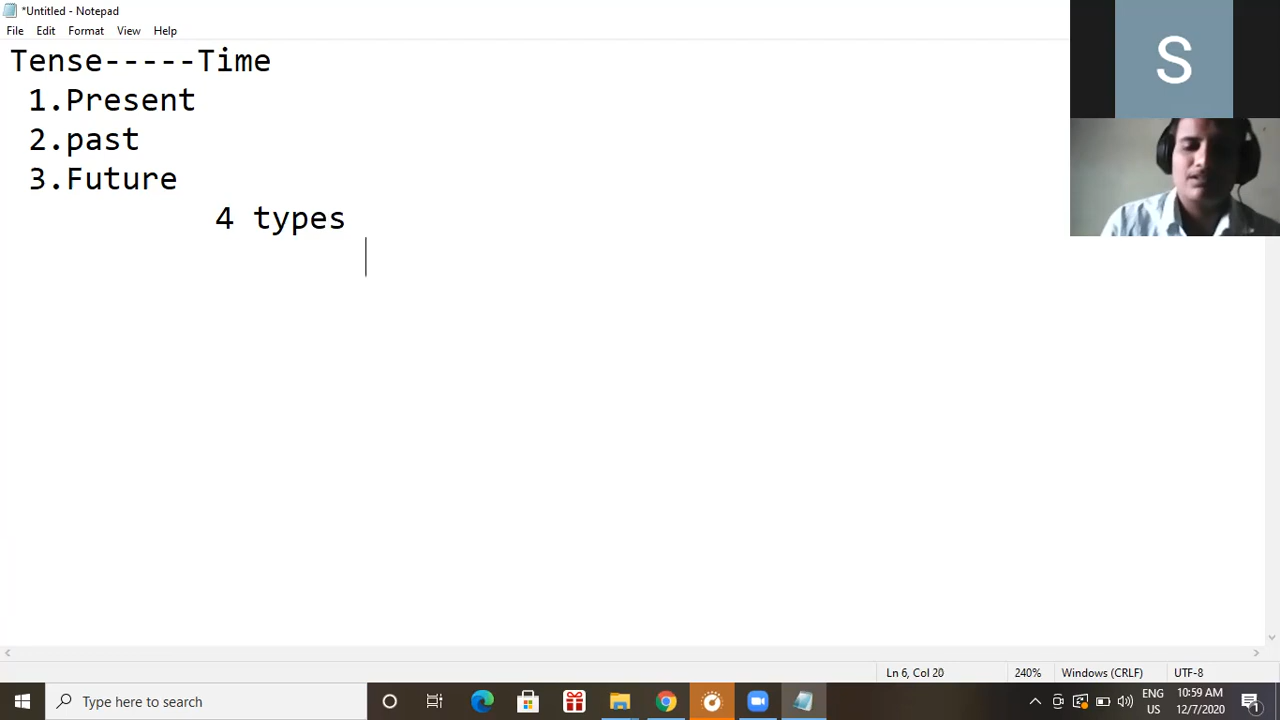 *Untitled - Notepad
File Edit Format View Help
Tense-----Time
1.Present
2.past
3.Future
4 types
S
Ln 6, Col 20 240% Windows (CRLF) UTF-8
Type here to search
ENG
US
10:59 AM
12/7/2020
1